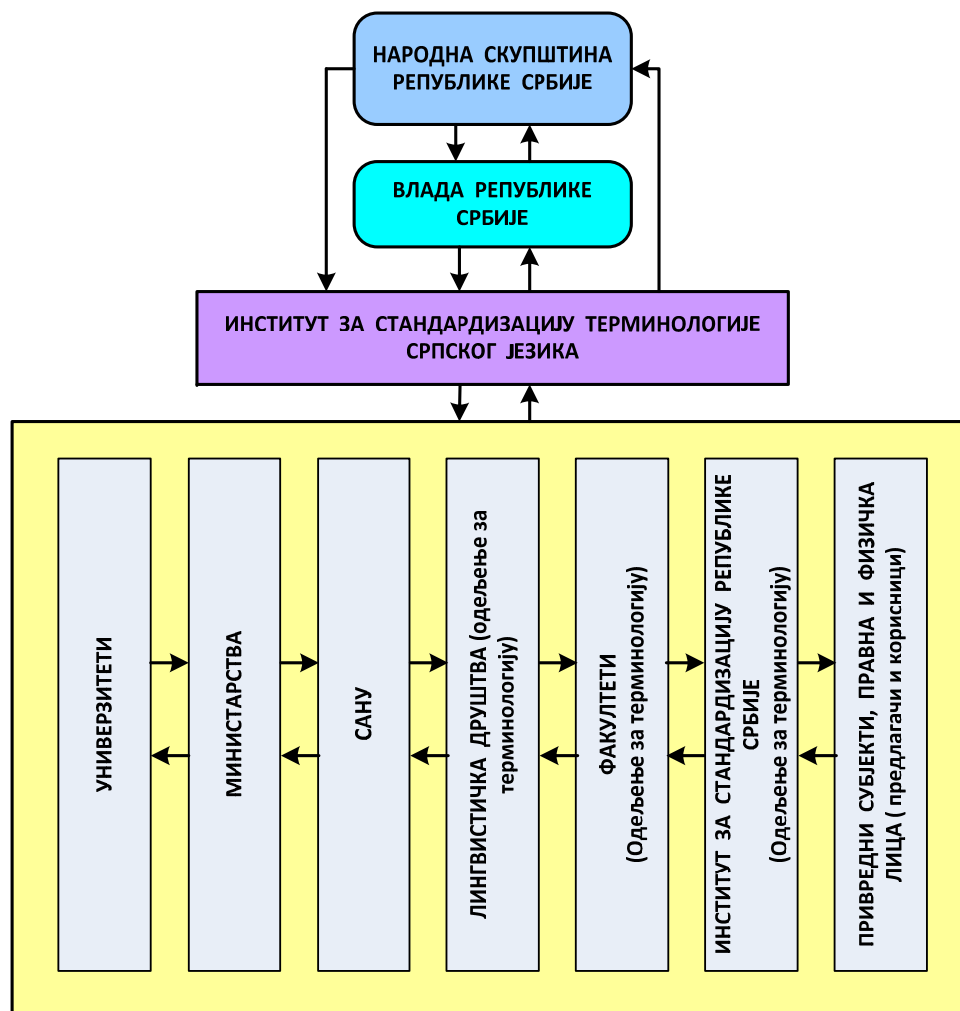 НАРОДНА СКУПШТИНА
РЕПУБЛИКЕ СРБИЈЕ
ВЛАДА РЕПУБЛИКЕ
СРБИЈЕ
ИНСТИТУТ ЗА СТАНДАРДИЗАЦИЈУ ТЕРМИНОЛОГИЈЕ
СРПСКОГ ЈЕЗИКА
УНИВЕРЗИТЕТИ
МИНИСТАРСТВА
САНУ
ЛИНГВИСТИЧКА ДРУШТВА (одељење за
терминологију)
ФАКУЛТЕТИ
(Одељење за терминологију)
ИНСТИТУТ ЗА СТАНДАРДИЗАЦИЈУ РЕПУБЛИКЕ
СРБИЈЕ
(Одељење за терминологију)
ПРИВРЕДНИ СУБЈЕКТИ, ПРАВНА И ФИЗИЧКА
ЛИЦА ( предлагачи и корисници)